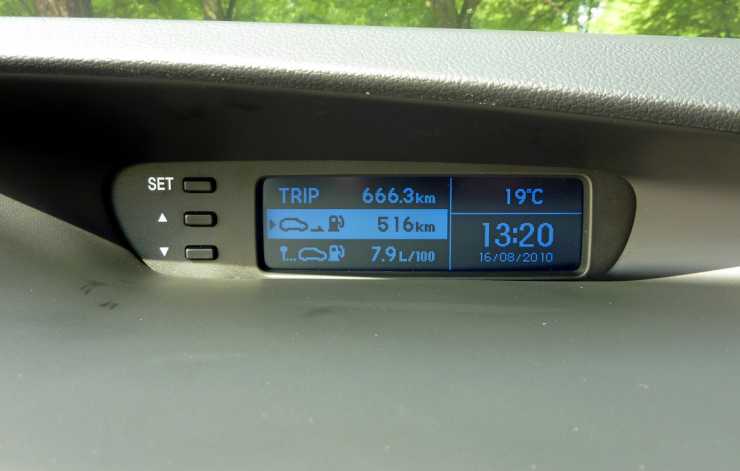 SET
▲
▼
TRIP 666.3km
516km
7.9L/100
19°C
13:20
16/08/2010